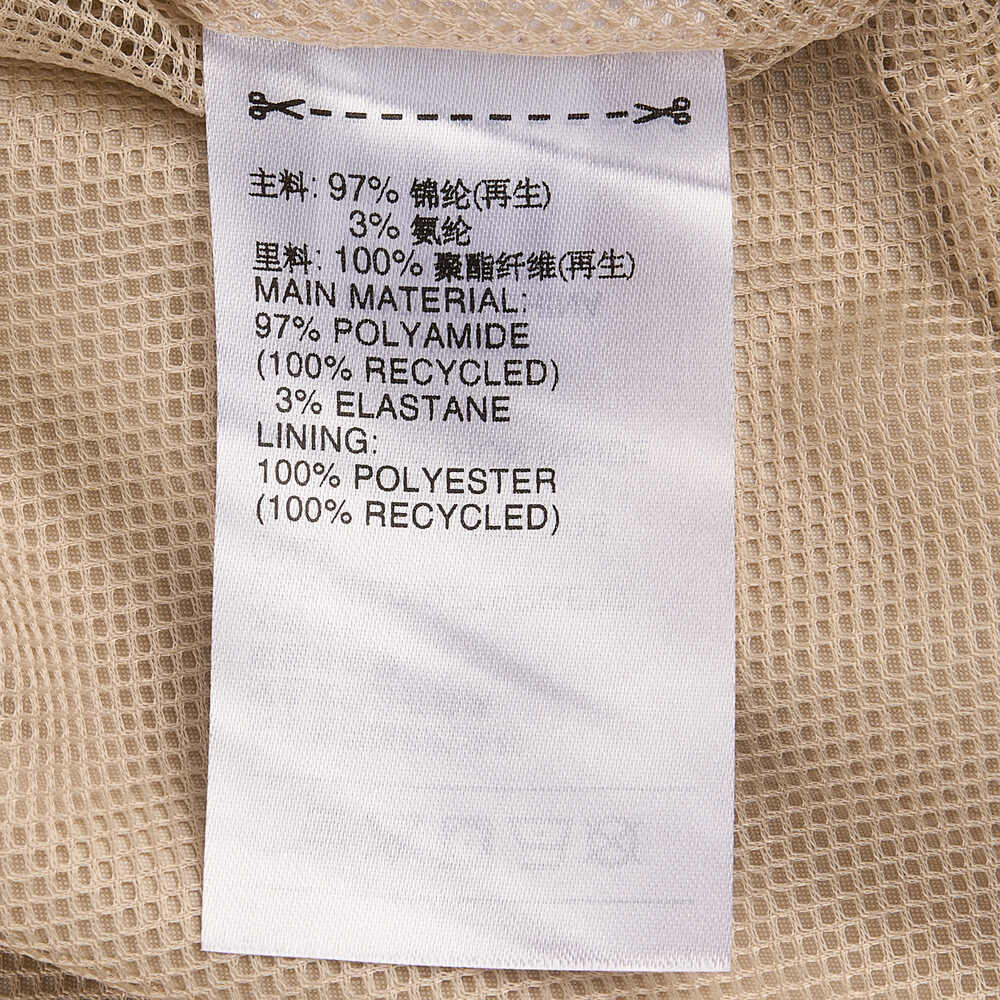 主料: 97% 锦纶(再生)
3% 氨纶
里料: 100% 聚酯纤维(再生)
MAIN MATERIAL:
97% POLYAMIDE
(100% RECYCLED)
3% ELASTANE
LINING:
100% POLYESTER
(100% RECYCLED)